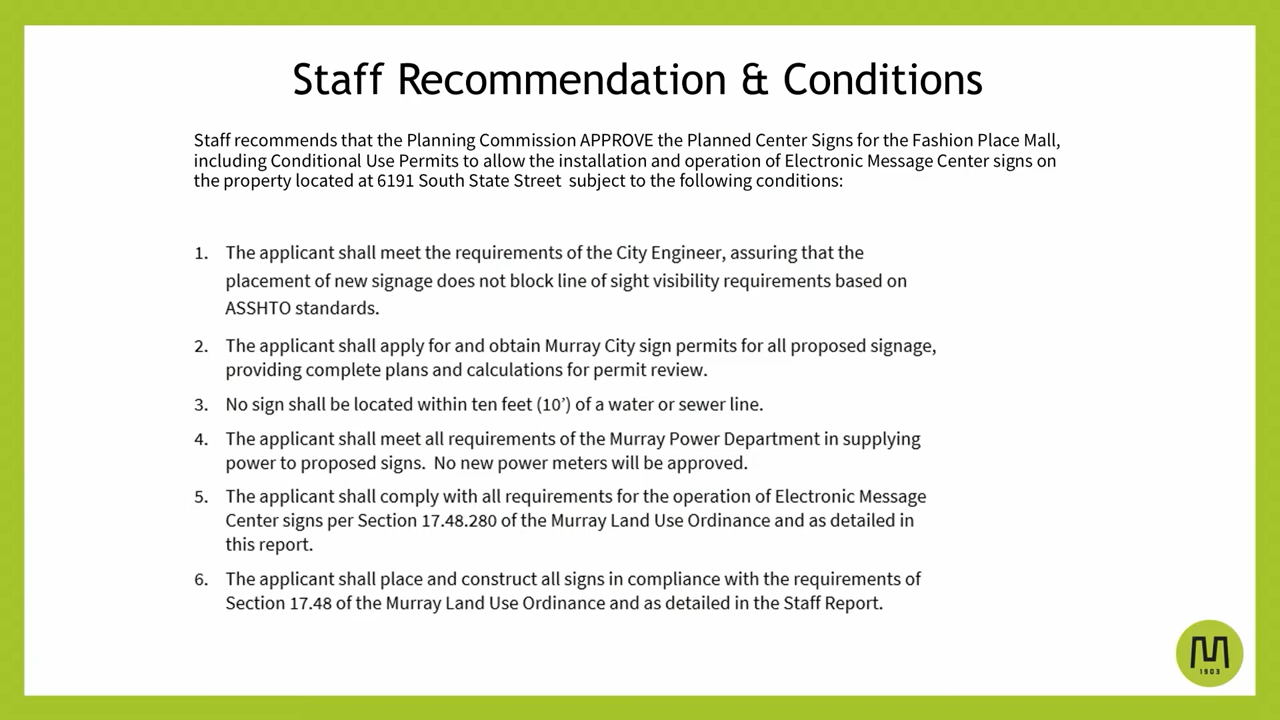 Staff Recommendation & Conditions
Staff recommends that the Planning Commission APPROVE the Planned Center Signs for the Fashion Place Mall,
including Conditional Use Permits to allow the installation and operation of Electronic Message Center signs on
the property located at 6191 South State Street  subject to the following conditions:
1. The applicant shall meet the requirements of the City Engineer, assuring that the
placement of new signage does not block line of sight visibility requirements based on
ASSHTO standards.
2. The applicant shall apply for and obtain Murray City sign permits for all proposed signage,
providing complete plans and calculations for permit review.
3. No sign shall be located within ten feet (10’) of a water or sewer line.
4. The applicant shall meet all requirements of the Murray Power Department in supplying
power to proposed signs.  No new power meters will be approved.
5. The applicant shall comply with all requirements for the operation of Electronic Message
Center signs per Section 17.48.280 of the Murray Land Use Ordinance and as detailed in
this report.
6. The applicant shall place and construct all signs in compliance with the requirements of
Section 17.48 of the Murray Land Use Ordinance and as detailed in the Staff Report.
M
1903